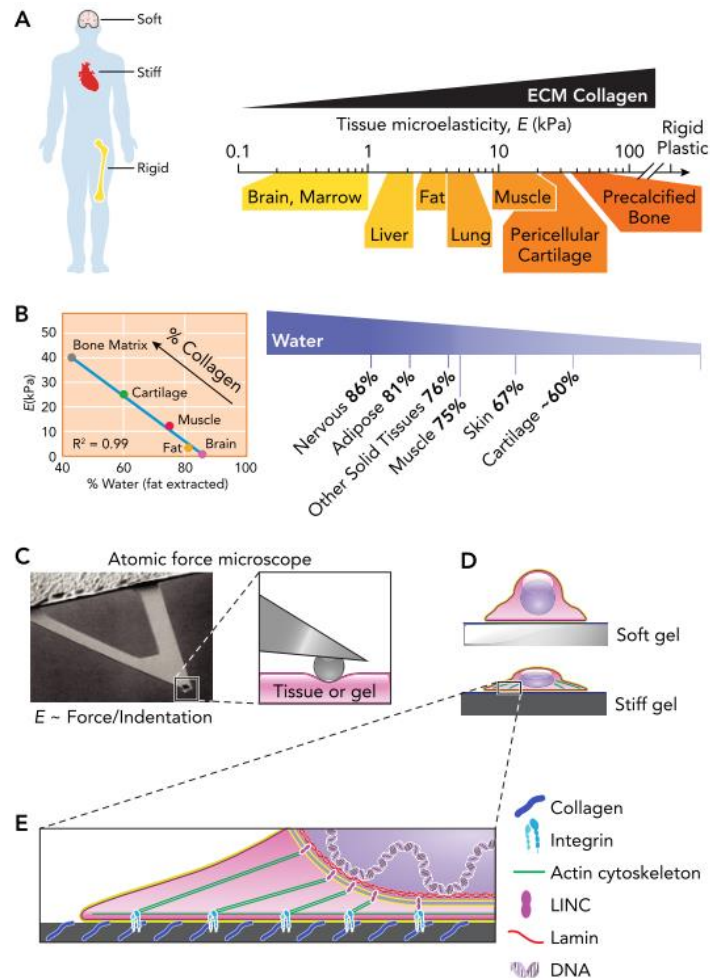 A
Soft
Stiff
Rigid
ECM Collagen
Tissue microelasticity, E (kPa)
Rigid
Plastic
0.1
1
10
100
Brain, Marrow
Liver
Fat
Lung
Muscle
Pericellular
Cartilage
Precalcified
Bone
B
E(kPa)
50
40
30
20
10
0
Bone Matrix
% Collagen
Cartilage
Muscle
Fat
Brain
R² = 0.99
40
60
80
100
% Water (fat extracted)
Water
Nervous 86%
Adipose 81%
Other Solid Tissues 76%
Muscle 75%
Skin 67%
Cartilage ~60%
C
Atomic force microscope
Tissue or gel
E ~ Force/Indentation
D
Soft gel
Stiff gel
E
Collagen
Integrin
Actin cytoskeleton
LINC
Lamin
DNA